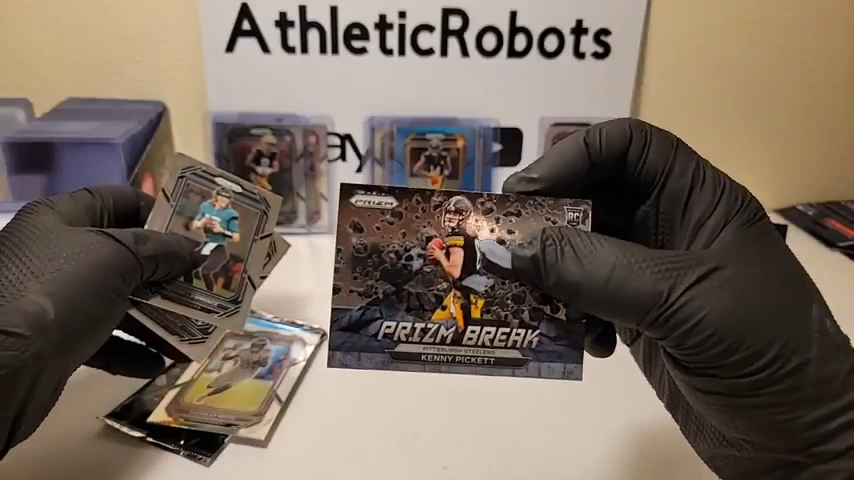 AthleticRobots
PRIZM
RC
PRIZM BREAK
PITTSBURGH STEELERS
KENNY PICKETT